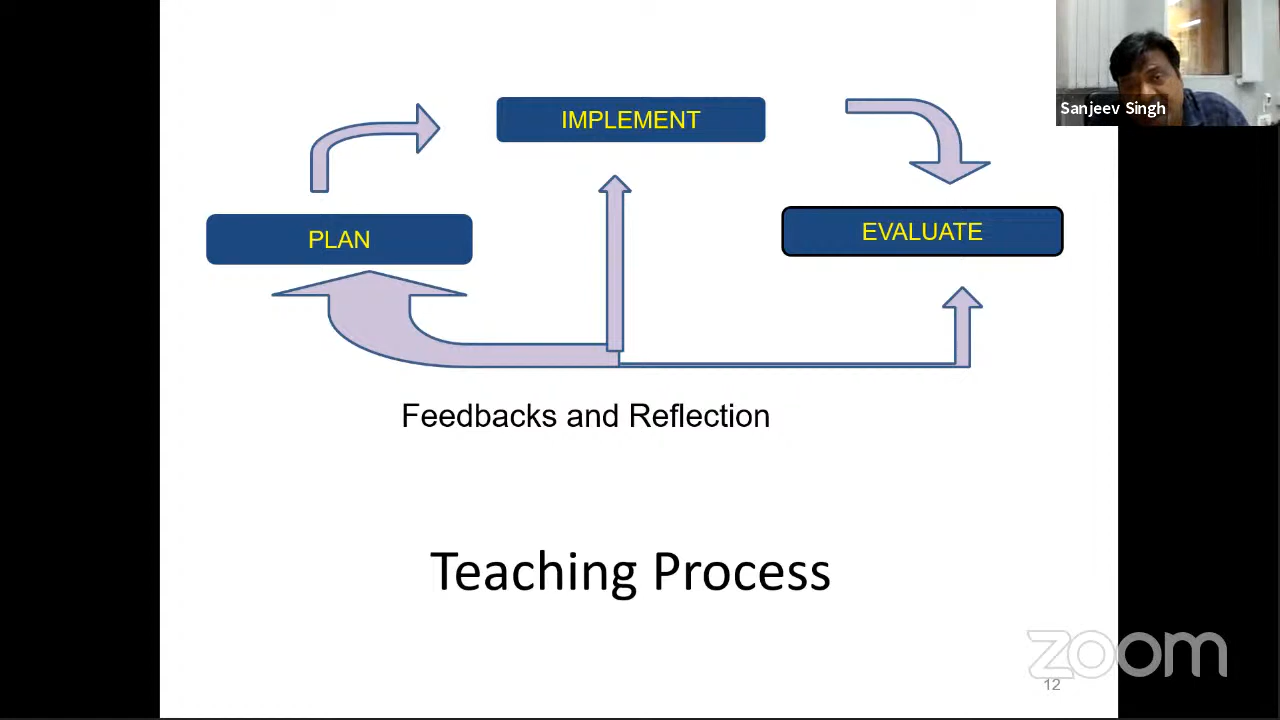 Sanjeev Singh
IMPLEMENT
PLAN
EVALUATE
Feedbacks and Reflection
Teaching Process
zoom
12